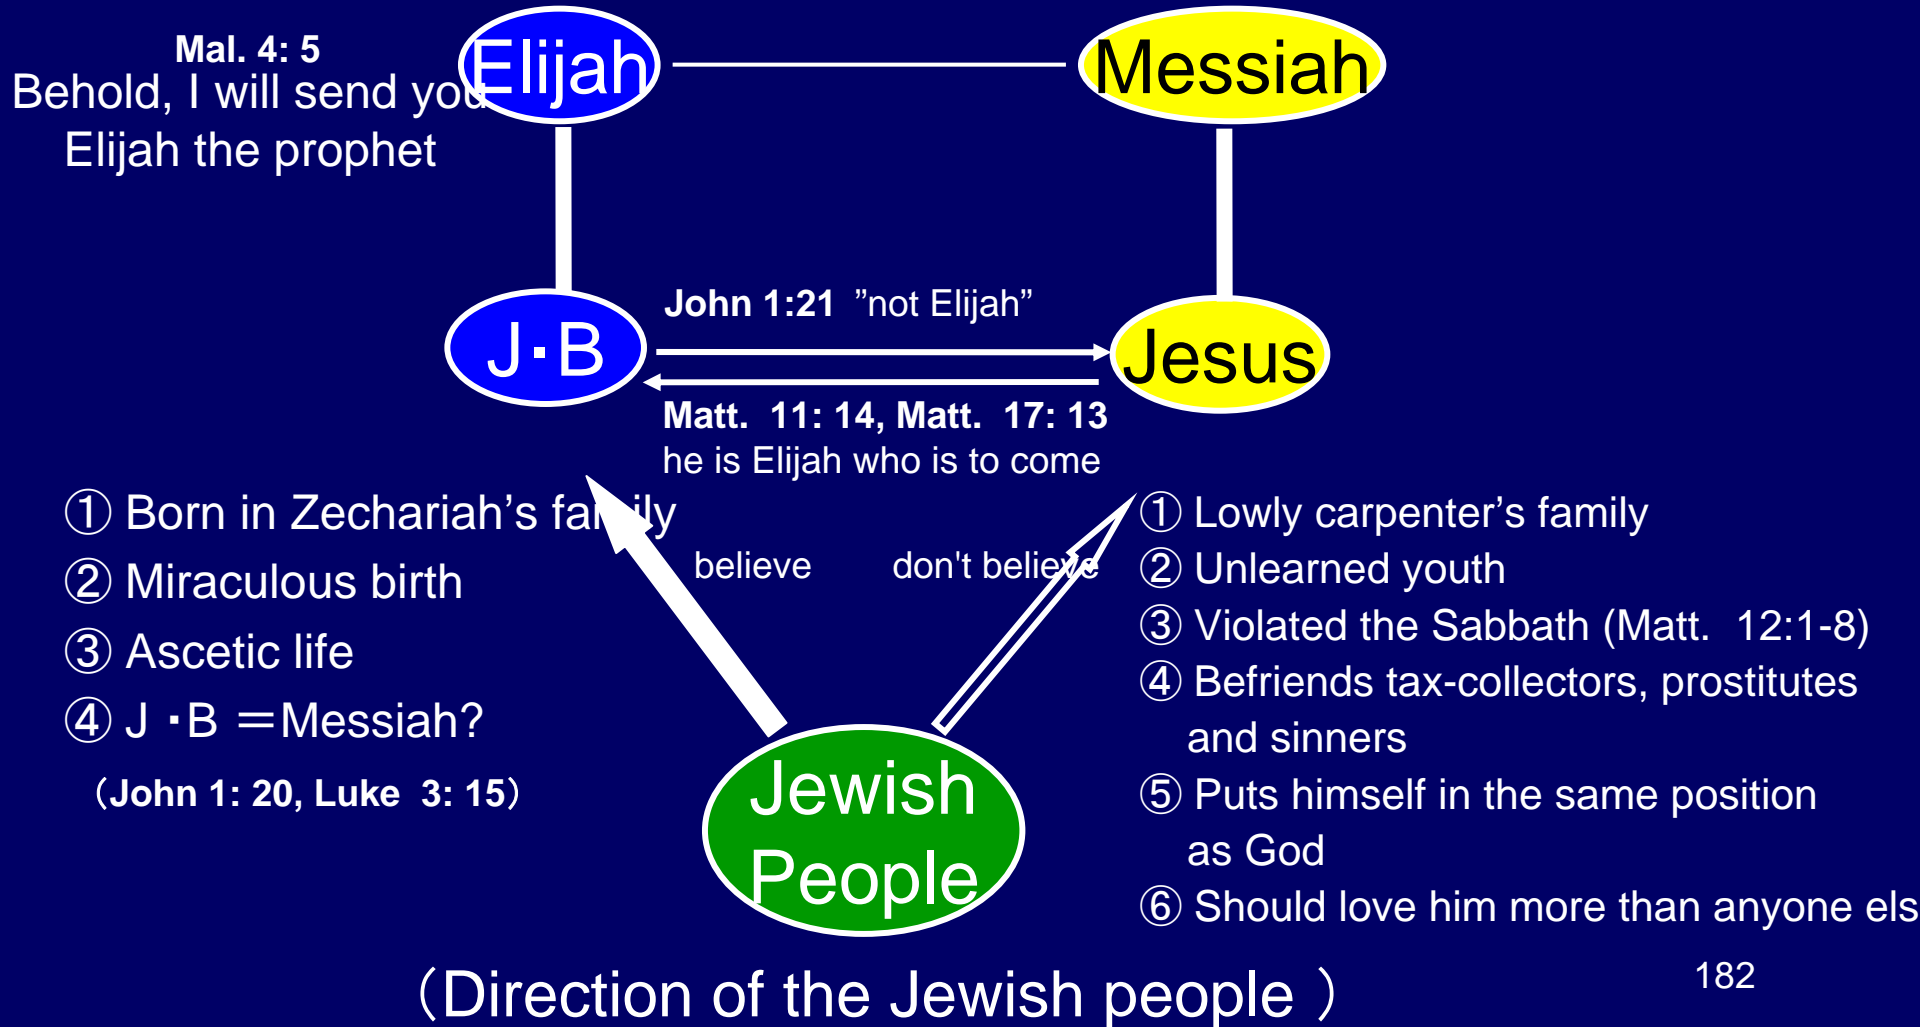 Mal. 4: 5
Behold, I will send you
Elijah the prophet
Elijah
Messiah
John 1:21 ”not Elijah”
J･B
Jesus
Matt. 11: 14, Matt. 17: 13
he is Elijah who is to come
① Born in Zechariah’s family
② Miraculous birth
③ Ascetic life
④ J ･B ＝Messiah?
（John 1: 20, Luke 3: 15）
believe
don't believe
① Lowly carpenter’s family
② Unlearned youth
③ Violated the Sabbath (Matt. 12:1-8)
④ Befriends tax-collectors, prostitutes
and sinners
⑤ Puts himself in the same position
as God
⑥ Should love him more than anyone els
Jewish
People
（Direction of the Jewish people ）
182